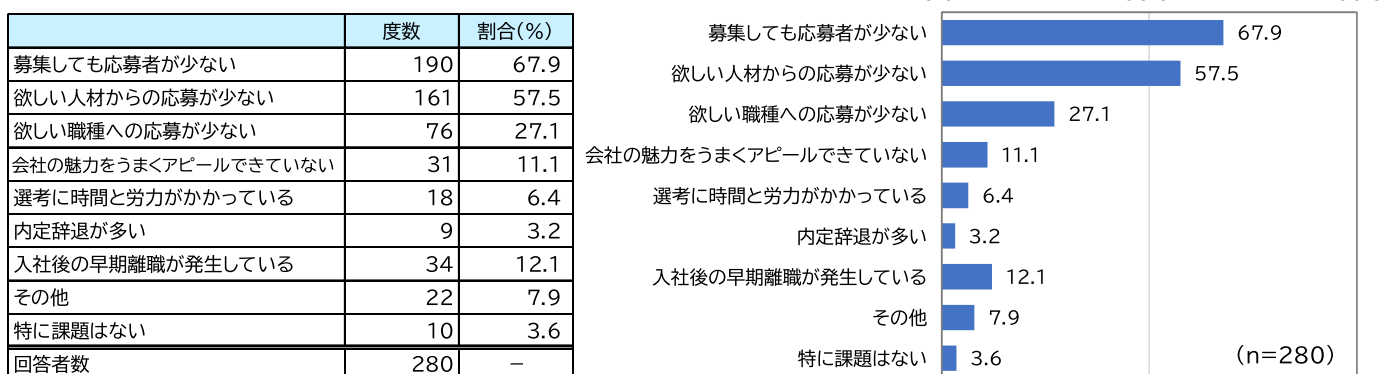 度数 割合(%)
募集しても応募者が少ない 190 67.9
欲しい人材からの応募が少ない 161 57.5
欲しい職種への応募が少ない 76 27.1
会社の魅力をうまくアピールできていない 31 11.1
選考に時間と労力がかかっている 18 6.4
内定辞退が多い 9 3.2
入社後の早期離職が発生している 34 12.1
その他 22 7.9
特に課題はない 10 3.6
回答者数 280 －
募集しても応募者が少ない 67.9
欲しい人材からの応募が少ない 57.5
欲しい職種への応募が少ない 27.1
会社の魅力をうまくアピールできていない 11.1
選考に時間と労力がかかっている 6.4
内定辞退が多い 3.2
入社後の早期離職が発生している 12.1
その他 7.9
特に課題はない 3.6
（n=280）